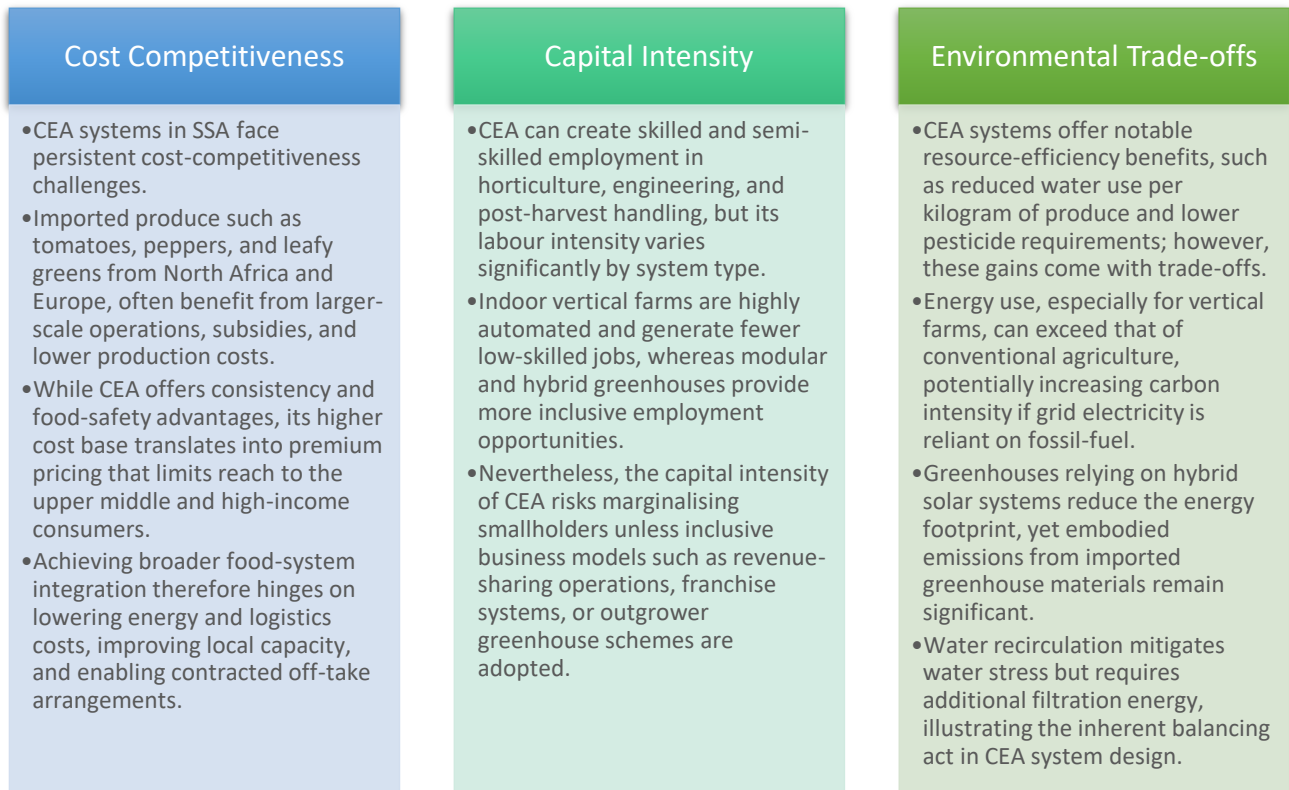 Cost Competitiveness
•CEA systems in SSA face
persistent cost-competitiveness
challenges.
•Imported produce such as
tomatoes, peppers, and leafy
greens from North Africa and
Europe, often benefit from larger-
scale operations, subsidies, and
lower production costs.
•While CEA offers consistency and
food-safety advantages, its higher
cost base translates into premium
pricing that limits reach to the
upper middle and high-income
consumers.
•Achieving broader food-system
integration therefore hinges on
lowering energy and logistics
costs, improving local capacity,
and enabling contracted off-take
arrangements.
Capital Intensity
•CEA can create skilled and semi-
skilled employment in
horticulture, engineering, and
post-harvest handling, but its
labour intensity varies
significantly by system type.
•Indoor vertical farms are highly
automated and generate fewer
low-skilled jobs, whereas modular
and hybrid greenhouses provide
more inclusive employment
opportunities.
•Nevertheless, the capital intensity
of CEA risks marginalising
smallholders unless inclusive
business models such as revenue-
sharing operations, franchise
systems, or outgrower
greenhouse schemes are
adopted.
Environmental Trade-offs
•CEA systems offer notable
resource-efficiency benefits, such
as reduced water use per
kilogram of produce and lower
pesticide requirements; however,
these gains come with trade-offs.
•Energy use, especially for vertical
farms, can exceed that of
conventional agriculture,
potentially increasing carbon
intensity if grid electricity is
reliant on fossil-fuel.
•Greenhouses relying on hybrid
solar systems reduce the energy
footprint, yet embodied
emissions from imported
greenhouse materials remain
significant.
•Water recirculation mitigates
water stress but requires
additional filtration energy,
illustrating the inherent balancing
act in CEA system design.